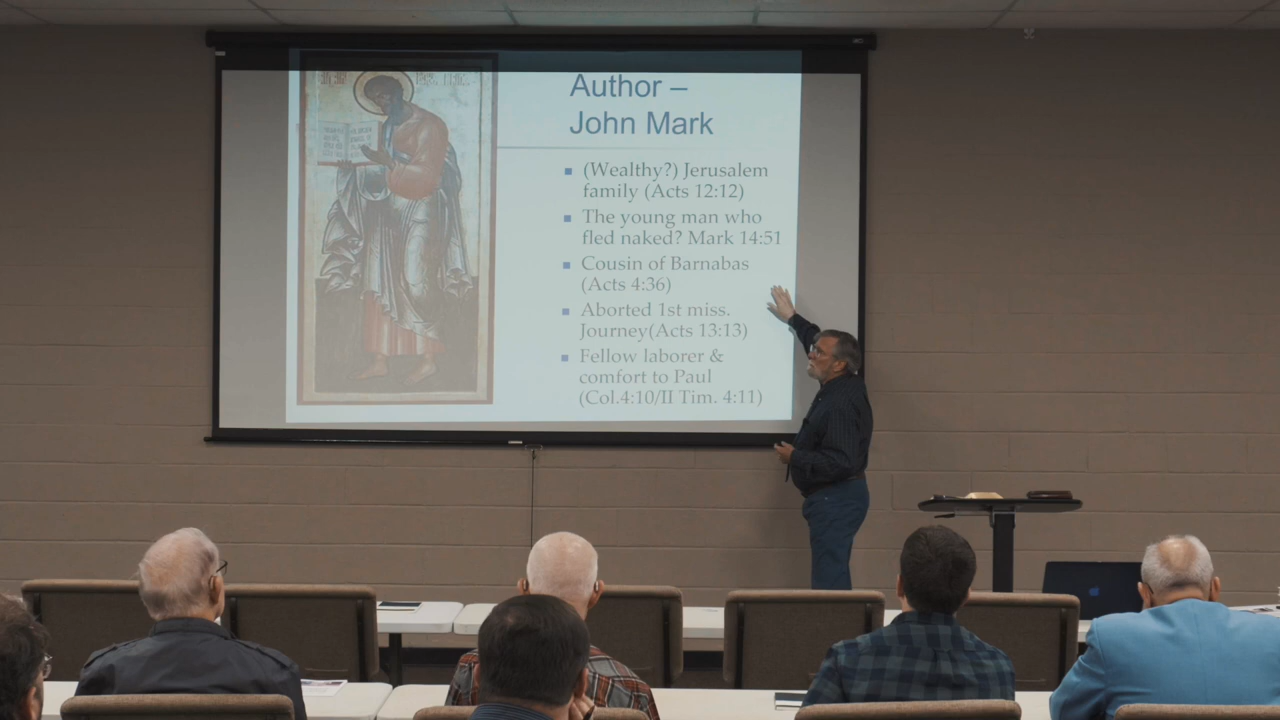 Author –
John Mark
(Wealthy?) Jerusalem
family (Acts 12:12)
The young man who
fled naked? Mark 14:51
Cousin of Barnabas
(Acts 4:36)
Aborted 1st miss.
Journey(Acts 13:13)
Fellow laborer &
comfort to Paul
(Col.4:10/II Tim. 4:11)